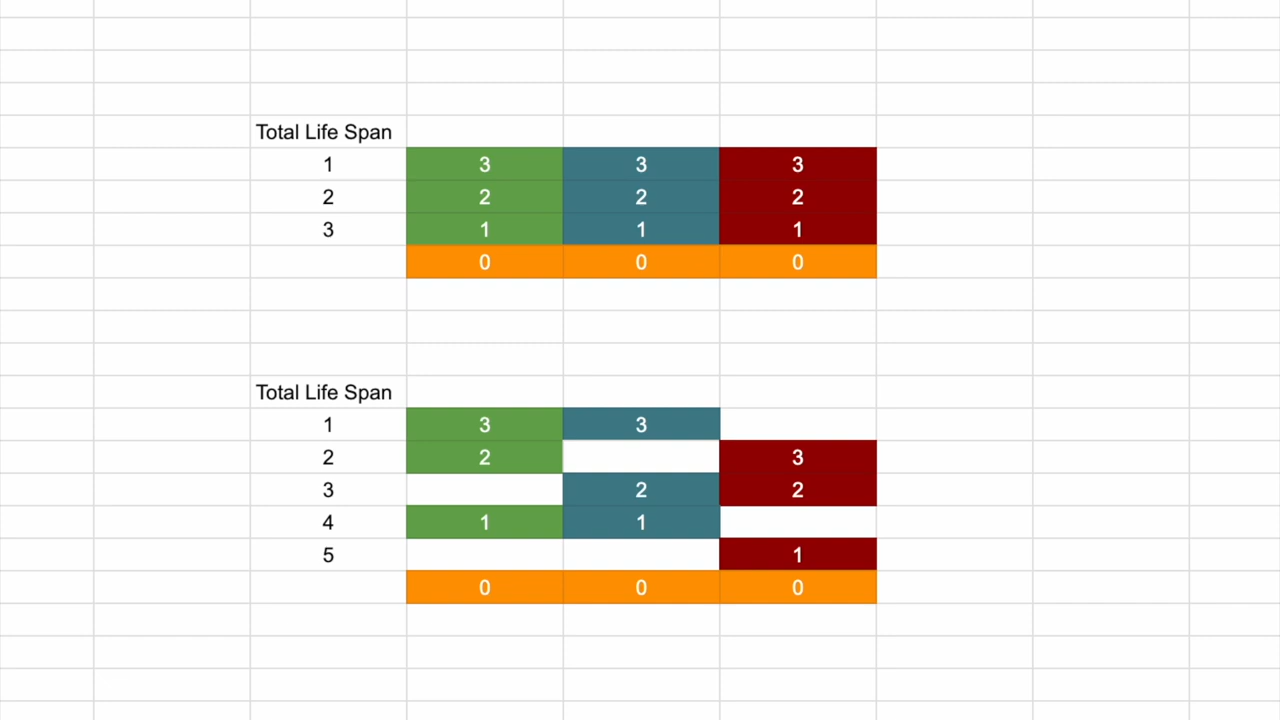 Total Life Span
1 3 3 3
2 2 2 2
3 1 1 1
0 0 0
Total Life Span
1 3 3
2 2 3
3 2 2
4 1 1
5 1
0 0 0